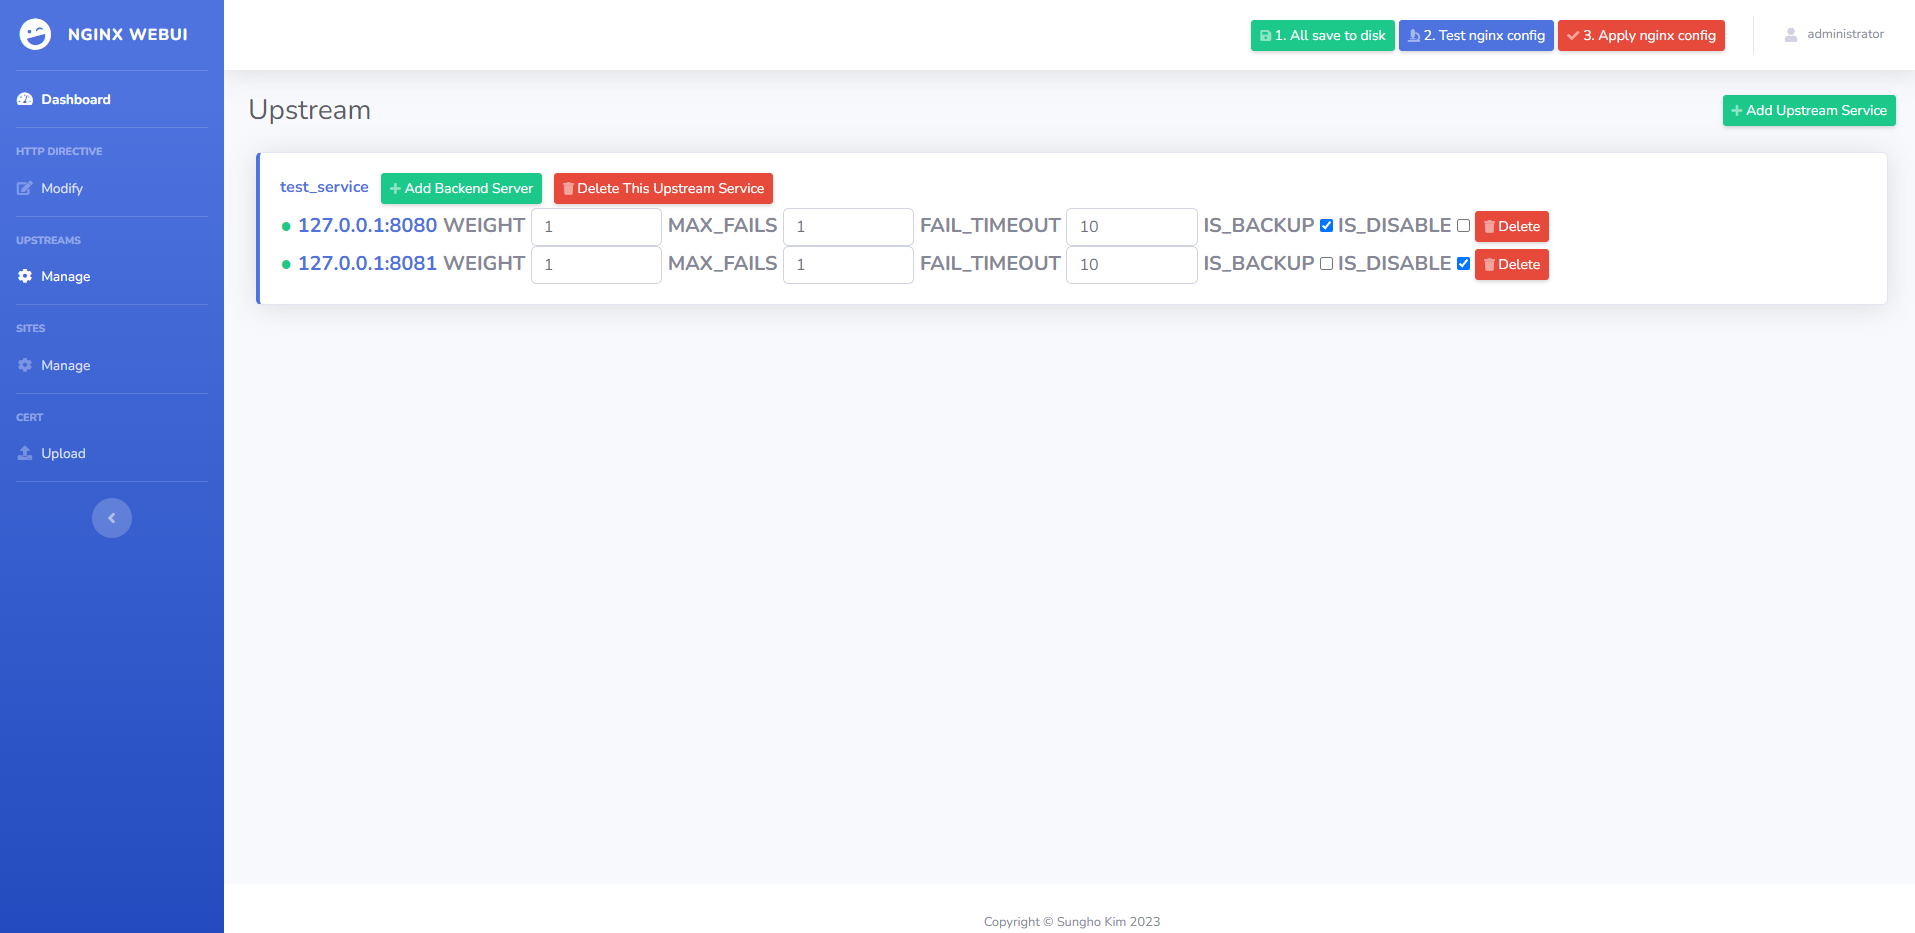 NGINX WEBUI
1. All save to disk 2. Test nginx config 3. Apply nginx config administrator
Dashboard
HTTP DIRECTIVE
Modify
UPSTREAMS
Manage
SITES
Manage
CERT
Upload
Upstream
Add Upstream Service
test_service Add Backend Server Delete This Upstream Service
127.0.0.1:8080 WEIGHT 1 MAX_FAILS 1 FAIL_TIMEOUT 10 IS_BACKUP IS_DISABLE Delete
127.0.0.1:8081 WEIGHT 1 MAX_FAILS 1 FAIL_TIMEOUT 10 IS_BACKUP IS_DISABLE Delete
Copyright © Sungho Kim 2023